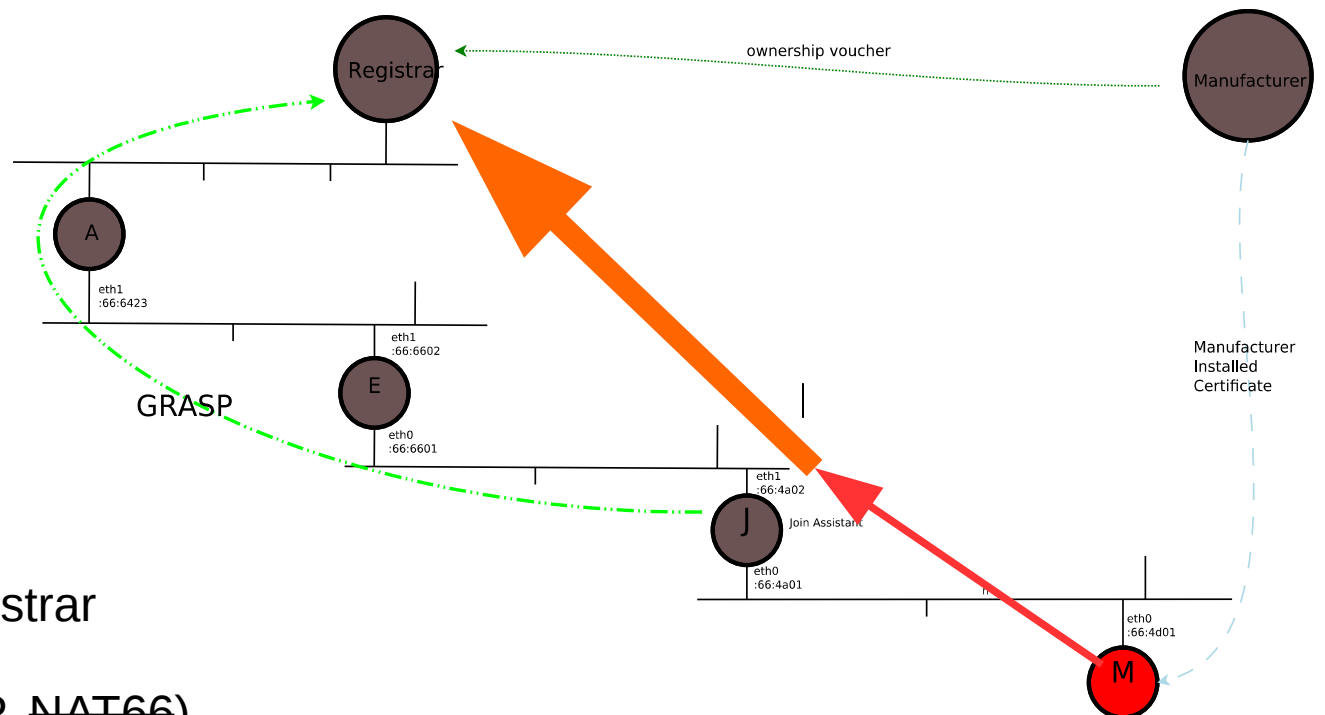 ownership voucher
Registrar
Manufacturer
A
eth1
:66:6423
eth1
:66:6602
Manufacturer
Installed
Certificate
E
GRASP
eth0
:66:6601
eth1
:66:4a02
J
Join Assistant
eth0
:66:4a01
strar
eth0
:66:4d01
M
NAT66)